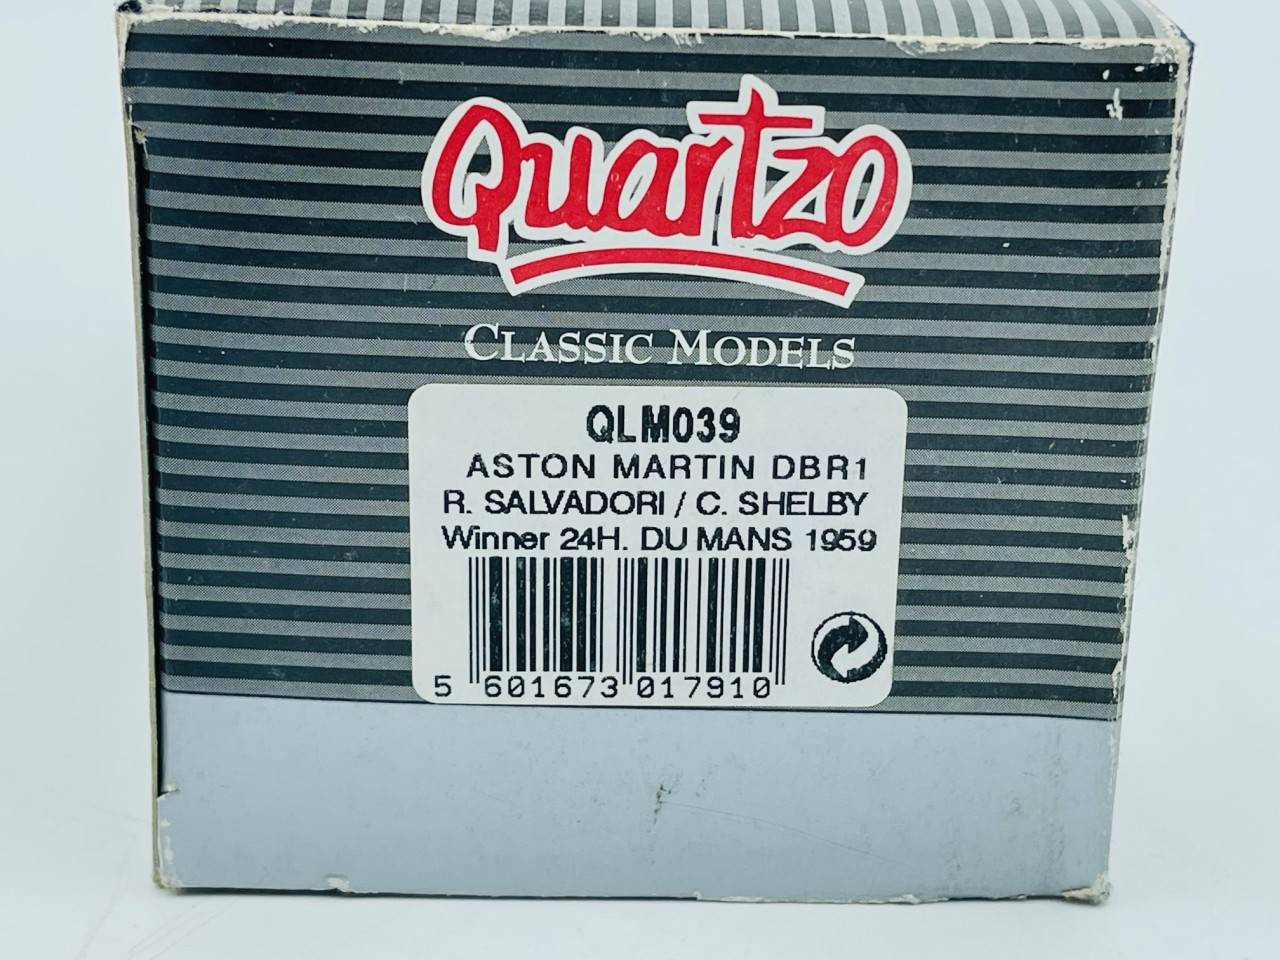 Quartzo
CLASSIC MODELS
QLM039
ASTON MARTIN DBR1
R. SALVADORI / C. SHELBY
Winner 24H. DU MANS 1959
5 601673 017910